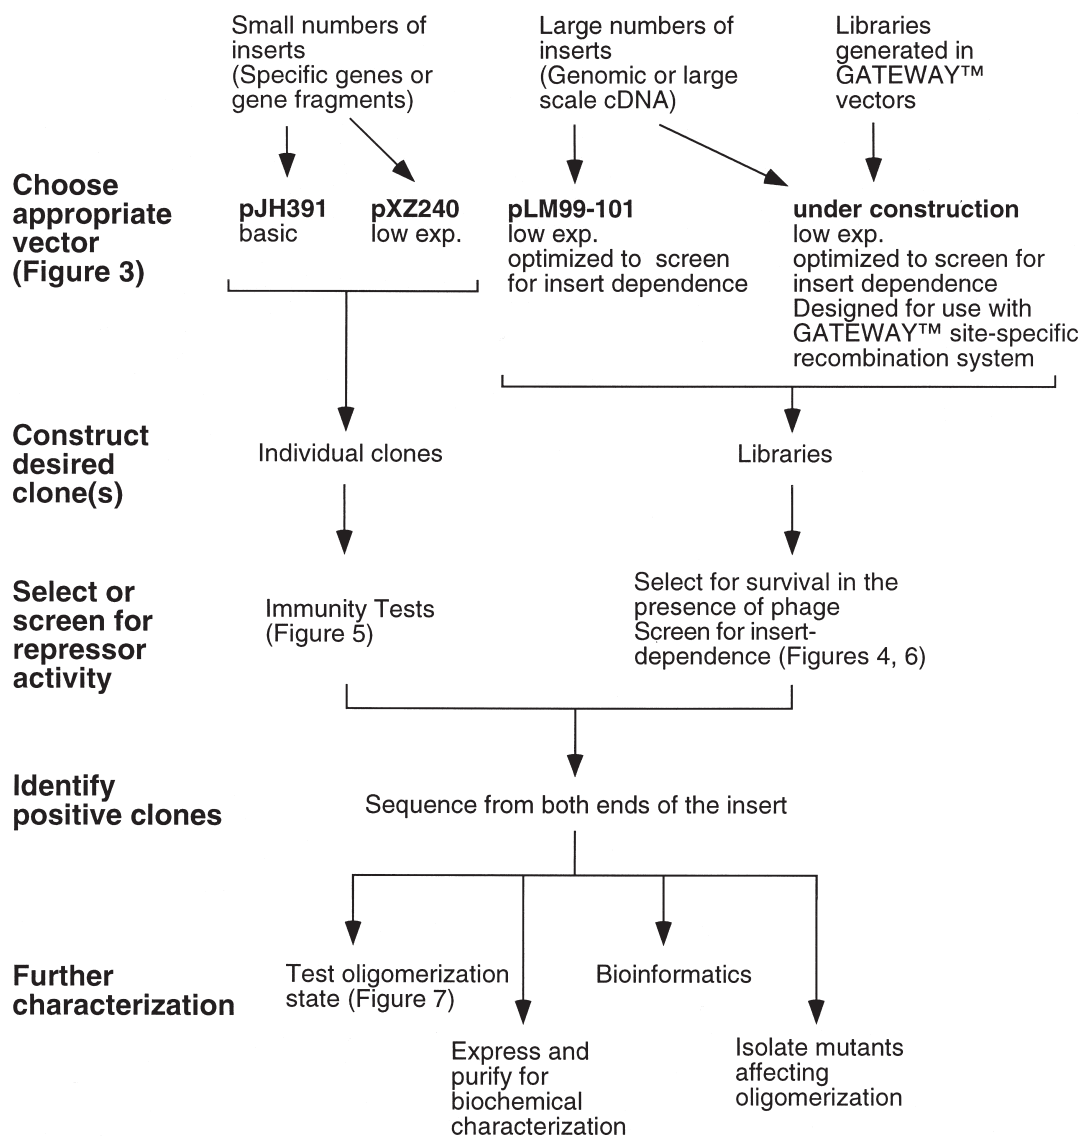 Small numbers of
inserts
(Specific genes or
gene fragments)
Large numbers of
inserts
(Genomic or large
scale cDNA)
Libraries
generated in
GATEWAY™
vectors
Choose
appropriate
vector
(Figure 3)
pJH391
basic
pXZ240
low exp.
pLM99-101
low exp.
optimized to screen
for insert dependence
under construction
low exp.
optimized to screen for
insert dependence
Designed for use with
GATEWAY™ site-specific
recombination system
Construct
desired
clone(s)
Individual clones
Libraries
Select or
screen for
repressor
activity
Immunity Tests
(Figure 5)
Select for survival in the
presence of phage
Screen for insert-
dependence (Figures 4, 6)
Identify
positive clones
Sequence from both ends of the insert
Further
characterization
Test oligomerization
state (Figure 7)
Bioinformatics
Express and
purify for
biochemical
characterization
Isolate mutants
affecting
oligomerization